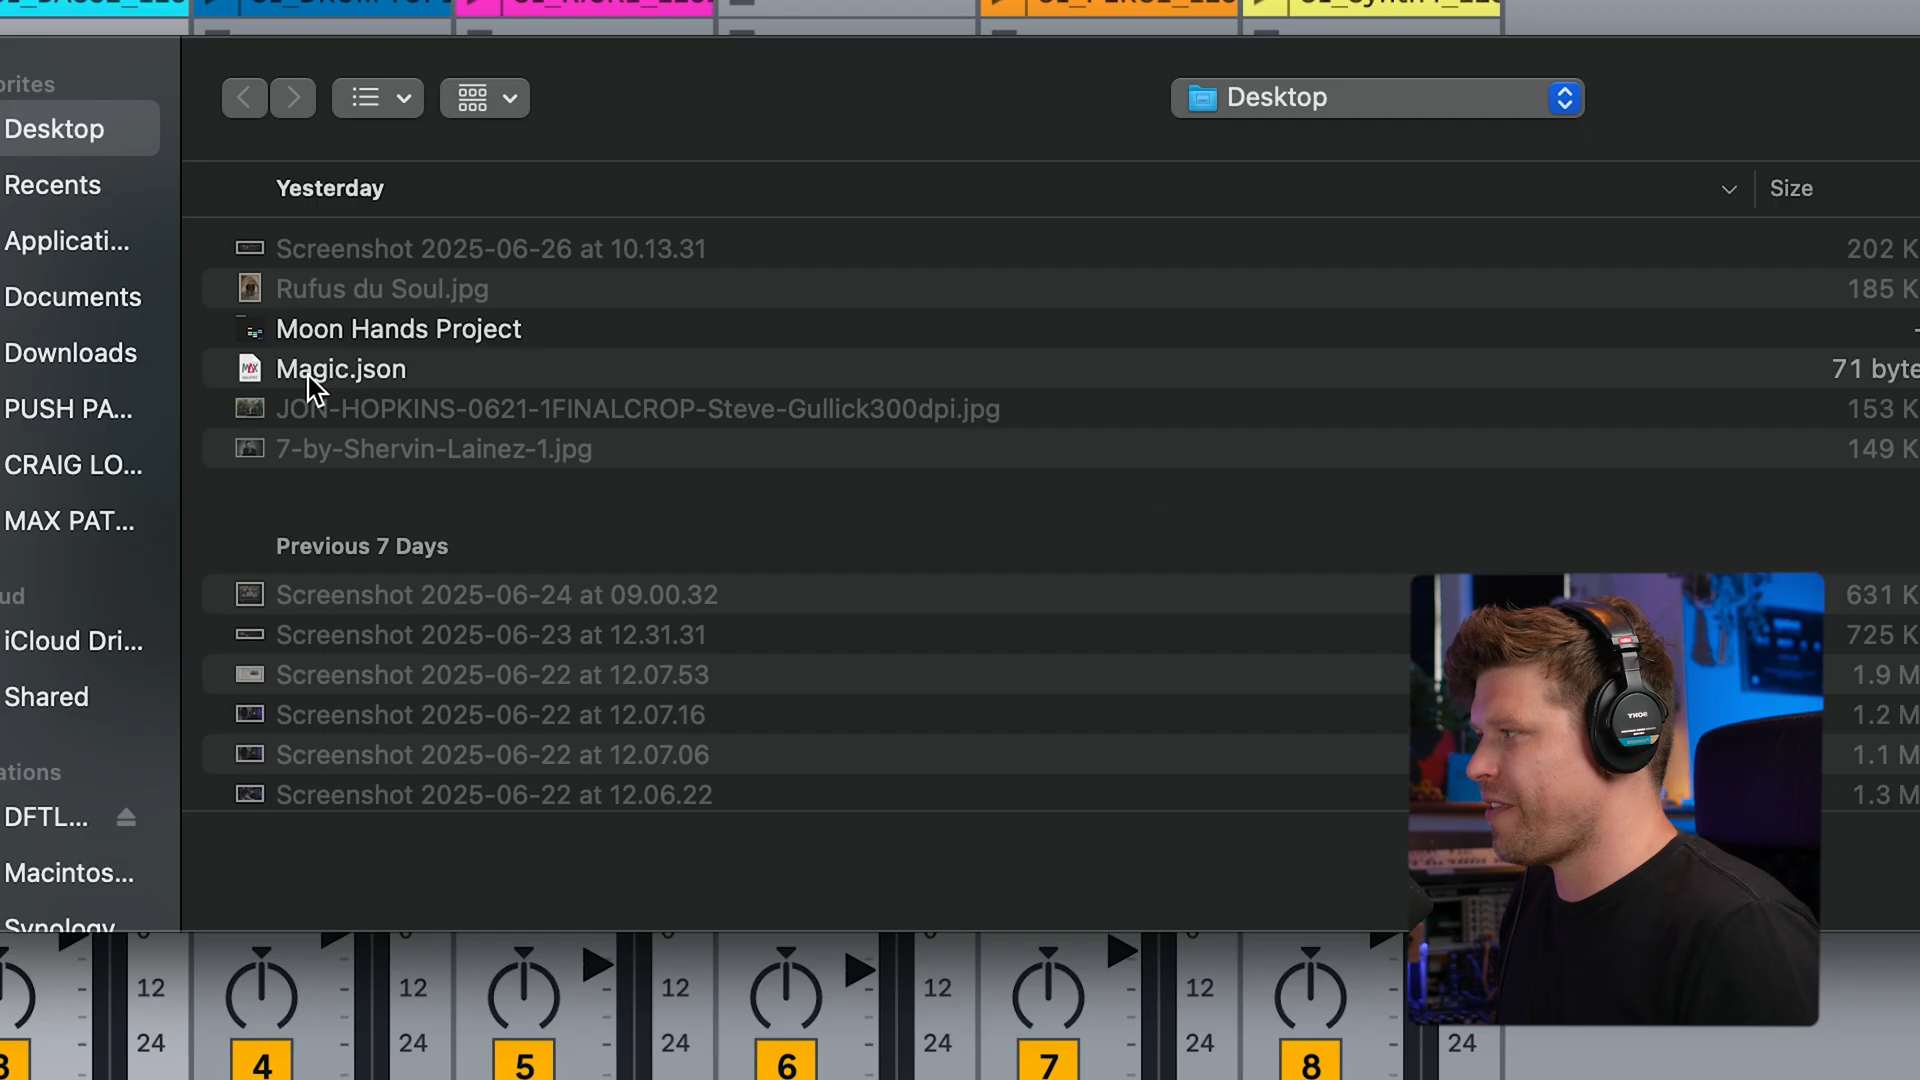 Favorites
Desktop
Recents
Applicati...
Documents
Downloads
PUSH PA...
CRAIG LO...
MAX PAT...
iCloud Dri...
Shared
DFTL...
Macintos...
Synology
Desktop
Yesterday
Size
Screenshot 2025-06-26 at 10.13.31
202 K
Rufus du Soul.jpg
185 K
Moon Hands Project
Magic.json
71 byte
JON-HOPKINS-0621-1FINALCROP-Steve-Gullick300dpi.jpg
153 K
7-by-Shervin-Lainez-1.jpg
149 K
Previous 7 Days
Screenshot 2025-06-24 at 09.00.32
631 K
Screenshot 2025-06-23 at 12.31.31
725 K
Screenshot 2025-06-22 at 12.07.53
1.9 M
Screenshot 2025-06-22 at 12.07.16
1.2 M
Screenshot 2025-06-22 at 12.07.06
1.1 M
Screenshot 2025-06-22 at 12.06.22
1.3 M
SONY
12 12 12 12 12
24 24 24 24 24 24
3 4 5 6 7 8